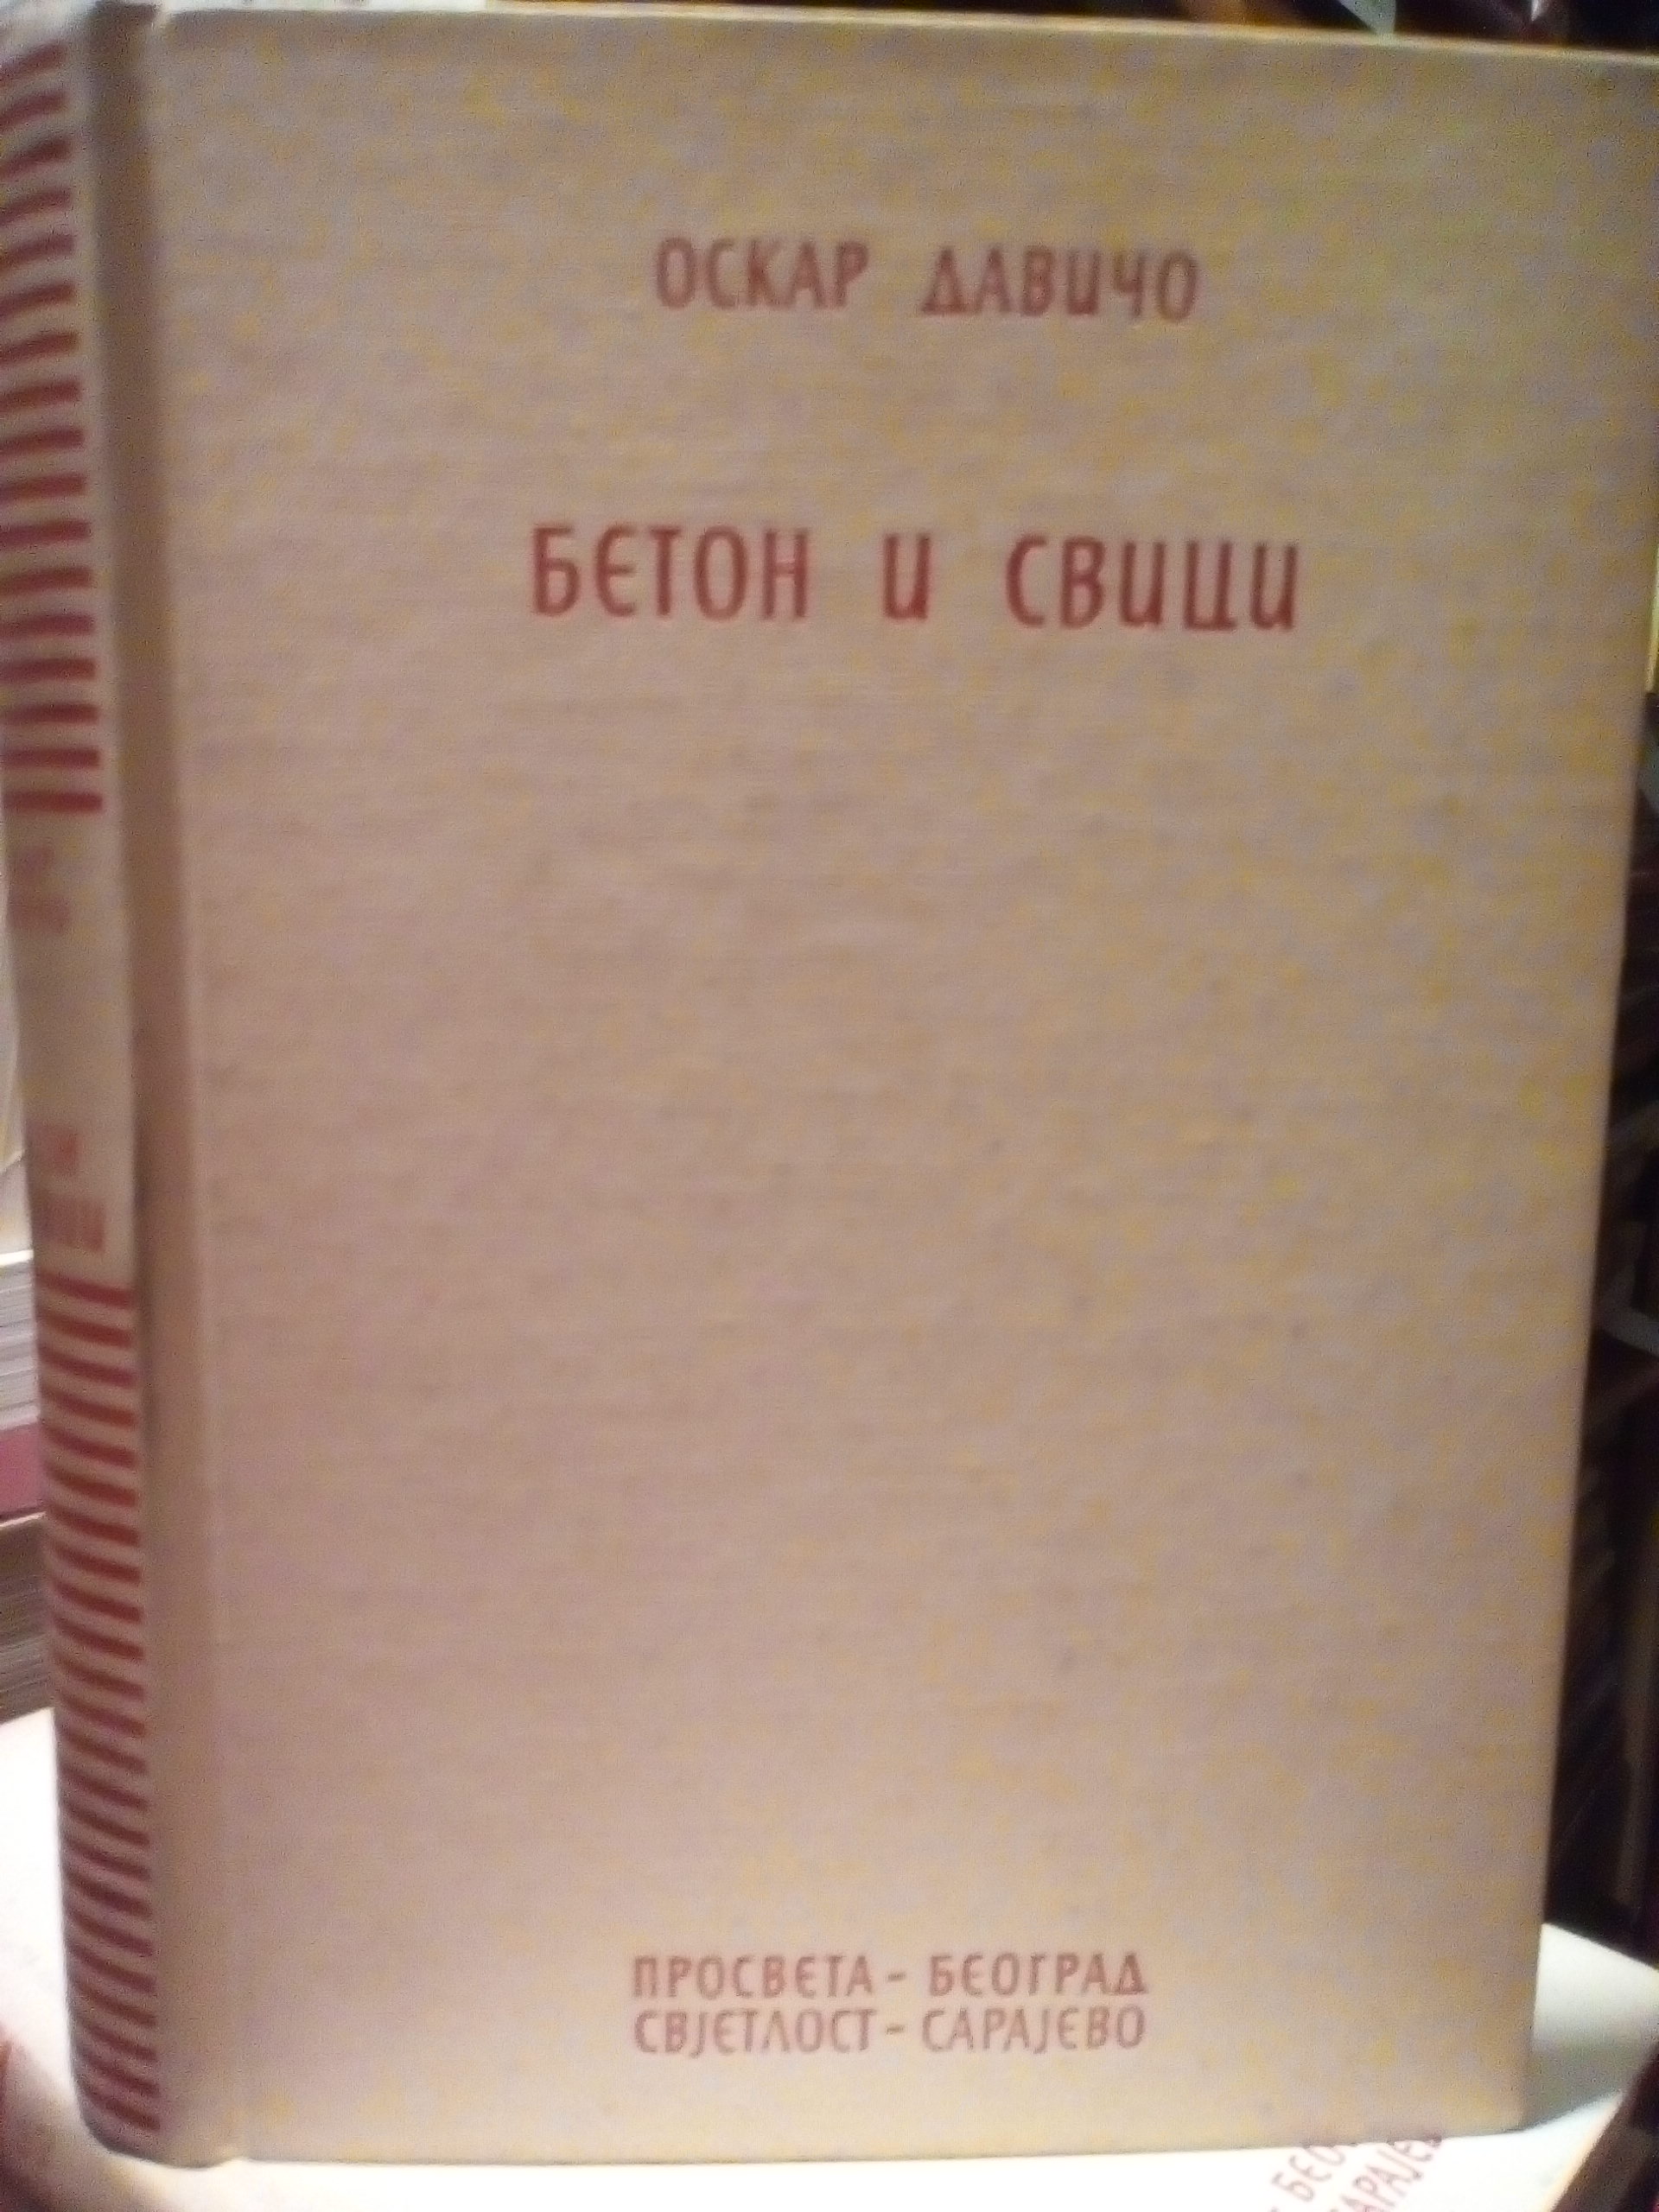 ОСКАР ДАВИЧО
БЕТОН И СВИЦИ
ПРОСВЕТА - БЕОГРАД
СВЈЕТЛОСТ - САРАЈЕВО